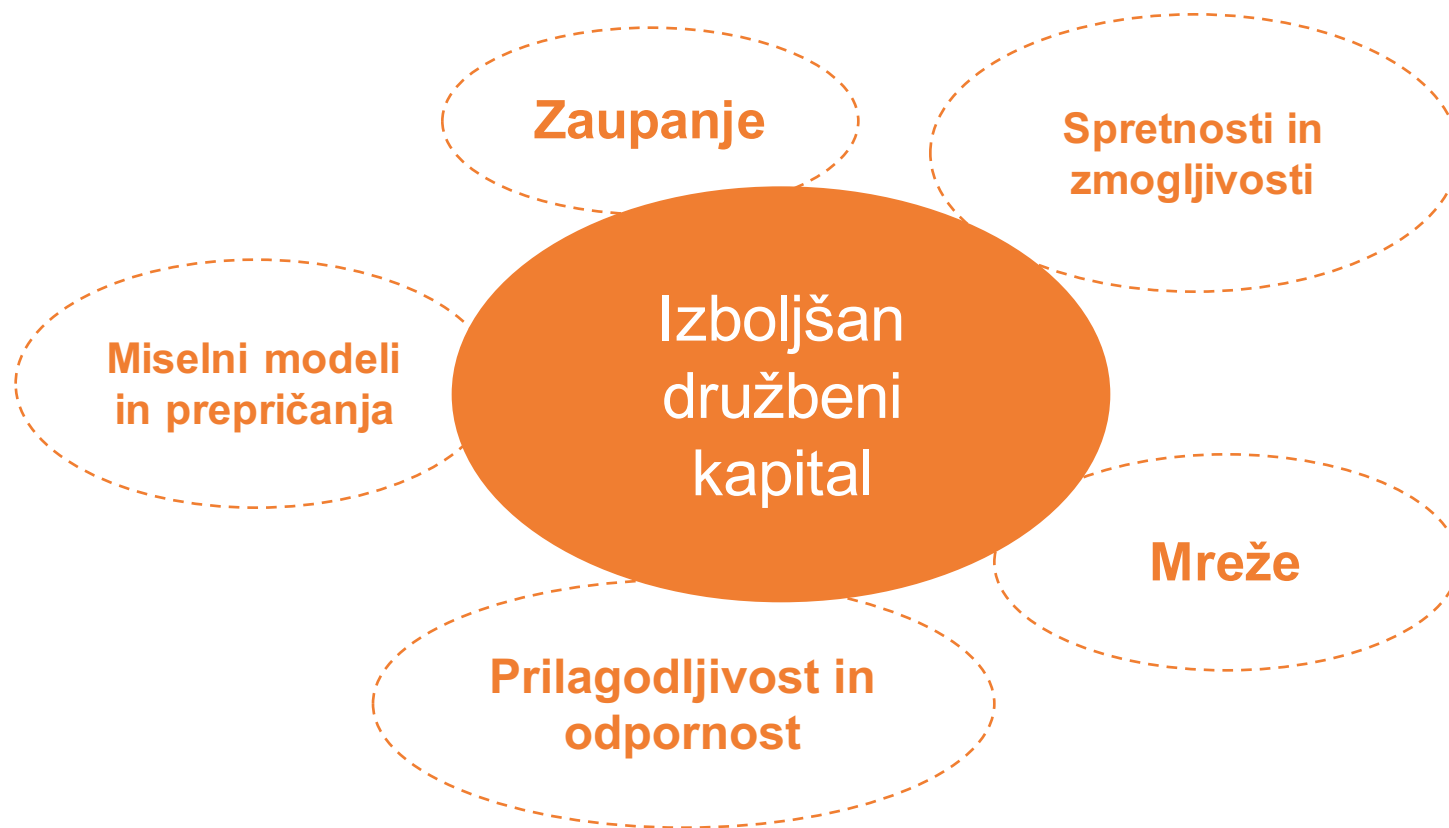 Zaupanje
Spretnosti in
zmogljivosti
Miselni modeli
in prepričanja
Izboljšan
družbeni
kapital
Mreže
Prilagodljivost in
odpornost